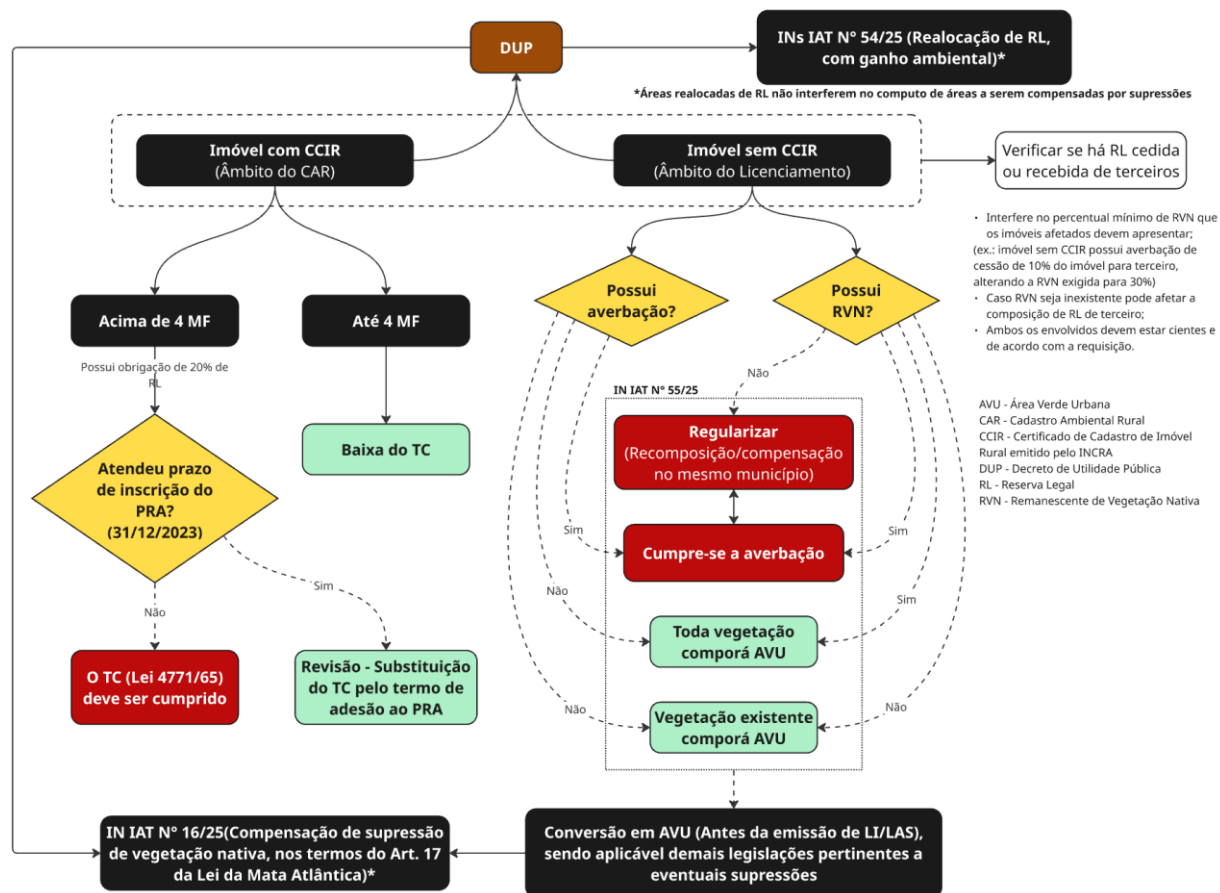 DUP
INs IAT N° 54/25 (Realocação de RL,
com ganho ambiental)*
*Áreas realocadas de RL não interferem no computo de áreas a serem compensadas por supressões
Imóvel com CCIR
(Âmbito do CAR)
Imóvel sem CCIR
(Âmbito do Licenciamento)
Verificar se há RL cedida
ou recebida de terceiros
• Interfere no percentual mínimo de RVN que
os imóveis afetados devem apresentar;
(ex.: imóvel sem CCIR possui averbação de
cessão de 10% do imóvel para terceiro,
alterando a RVN exigida para 30%)
• Caso RVN seja inexistente pode afetar a
composição de RL de terceiro;
• Ambos os envolvidos devem estar cientes e
de acordo com a requisição.
Acima de 4 MF
Até 4 MF
Possui
averbação?
Possui
RVN?
Possui obrigação de 20% de
RL
Não
IN IAT N° 55/25
Baixa do TC
Regularizar
(Recomposição/compensação
no mesmo município)
AVU - Área Verde Urbana
CAR - Cadastro Ambiental Rural
CCIR - Certificado de Cadastro de Imóvel
Rural emitido pelo INCRA
DUP - Decreto de Utilidade Pública
RL - Reserva Legal
RVN - Remanescente de Vegetação Nativa
Atendeu prazo
de inscrição do
PRA?
(31/12/2023)
Sim
Sim
Cumpre-se a averbação
Não
Sim
Não
Sim
Toda vegetação
comporá AVU
O TC (Lei 4771/65)
deve ser cumprido
Revisão - Substituição
do TC pelo termo de
adesão ao PRA
Não
Não
Vegetação existente
comporá AVU
IN IAT N° 16/25(Compensação de supressão
de vegetação nativa, nos termos do Art. 17
da Lei da Mata Atlântica)*
Conversão em AVU (Antes da emissão de LI/LAS),
sendo aplicável demais legislações pertinentes a
eventuais supressões